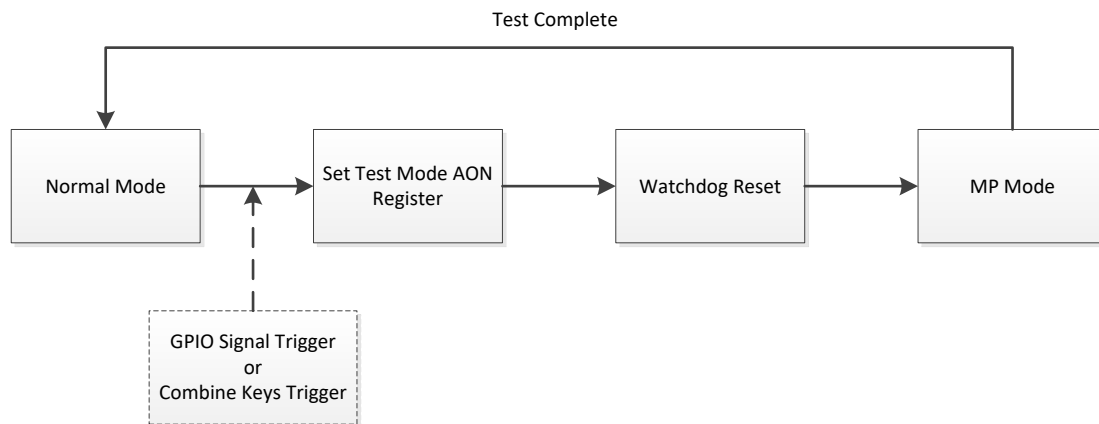 Test Complete
Normal Mode
Set Test Mode AON
Register
Watchdog Reset
MP Mode
GPIO Signal Trigger
or
Combine Keys Trigger